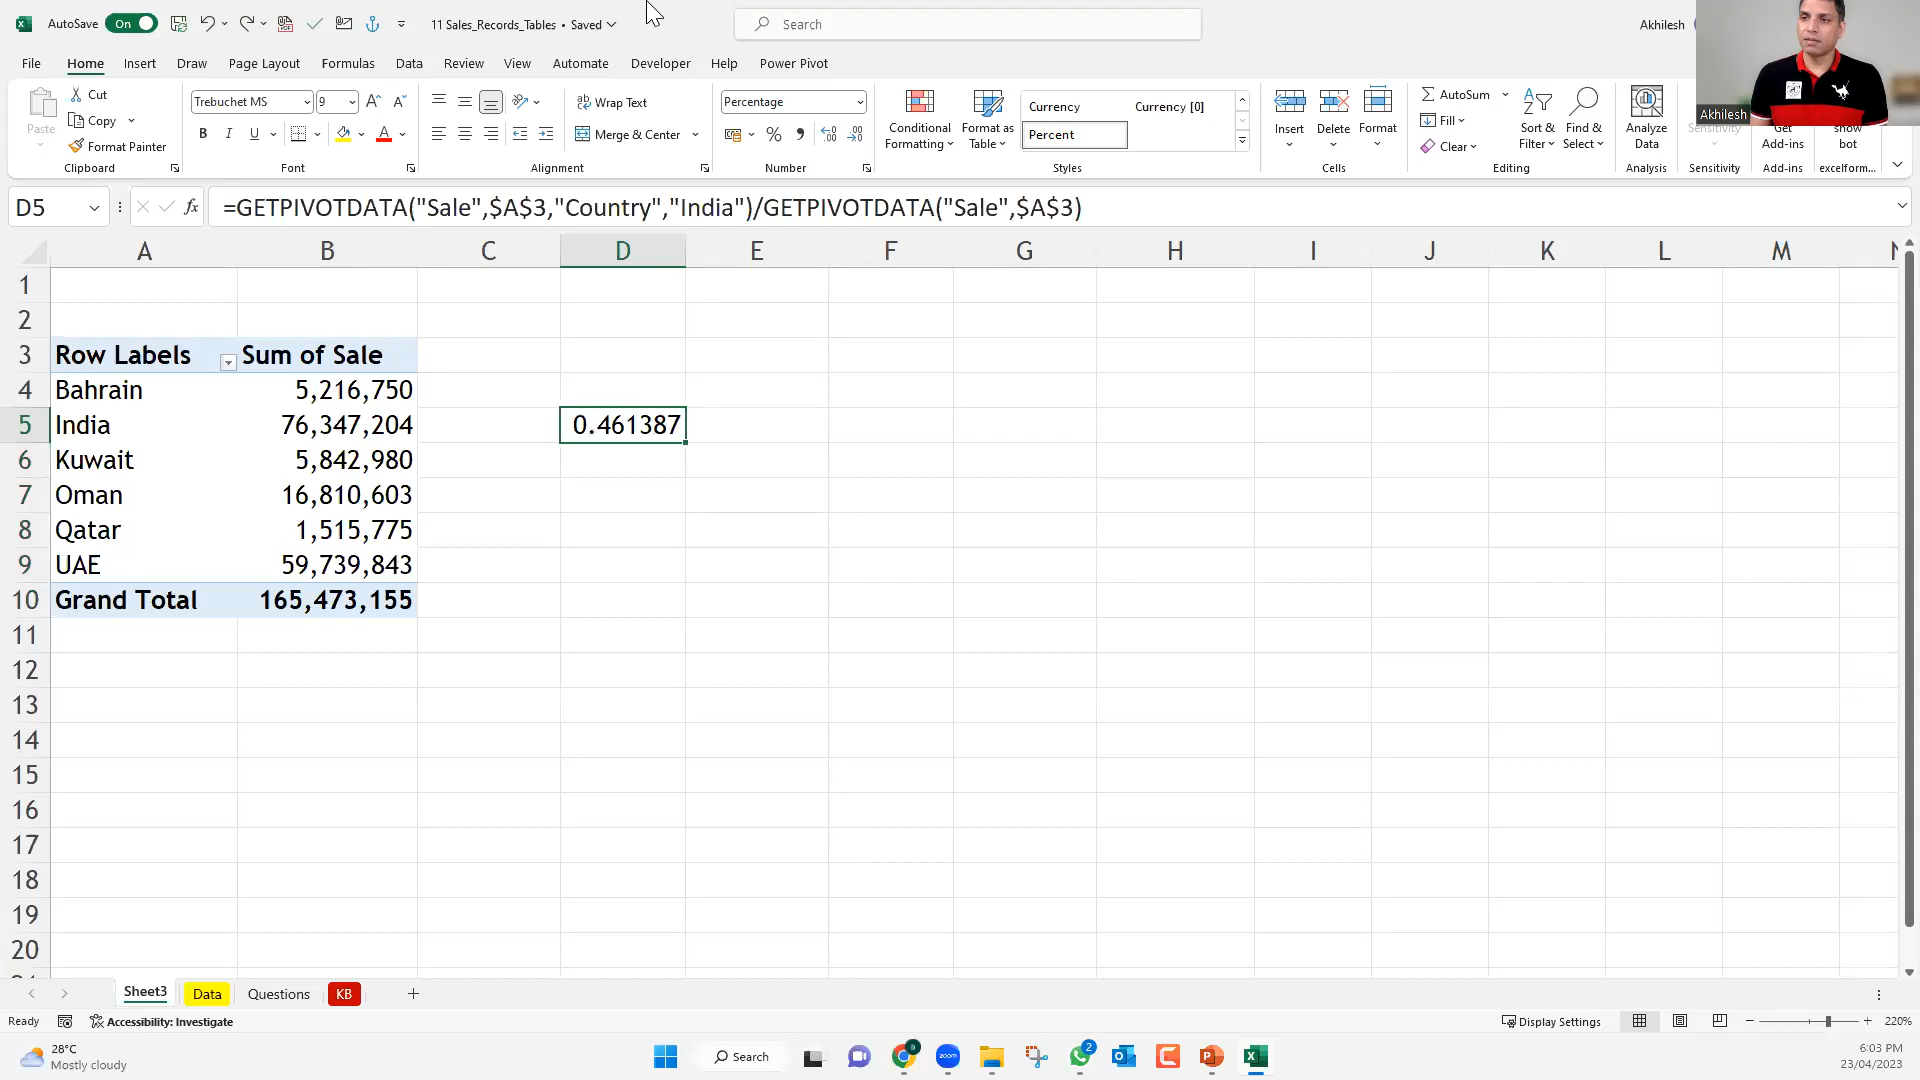 AutoSave On 11 Sales_Records_Tables • Saved Search Akhilesh
File Home Insert Draw Page Layout Formulas Data Review View Automate Developer Help Power Pivot
Paste Cut Copy Format Painter Clipboard
Trebuchet MS 9 B I U A Font
Wrap Text Merge & Center Alignment
Percentage % Number
Conditional Formatting Format as Table Currency Currency [0] Percent Styles
Insert Delete Format Cells
AutoSum Fill Clear Sort & Filter Find & Select Editing
Analyze Data Analysis
Sensitivity Sensitivity
Get Add-ins Add-ins
show bot excelform...
Akhilesh
D5 fx =GETPIVOTDATA("Sale",$A$3,"Country","India")/GETPIVOTDATA("Sale",$A$3)
A B C D E F G H I J K L M N
1
2
3 Row Labels Sum of Sale
4 Bahrain 5,216,750
5 India 76,347,204 0.461387
6 Kuwait 5,842,980
7 Oman 16,810,603
8 Qatar 1,515,775
9 UAE 59,739,843
10 Grand Total 165,473,155
11
12
13
14
15
16
17
18
19
20
Sheet3 Data Questions KB
Ready Accessibility: Investigate Display Settings 220%
28°C
Mostly cloudy
Search
zoom
2
6:03 PM
23/04/2023